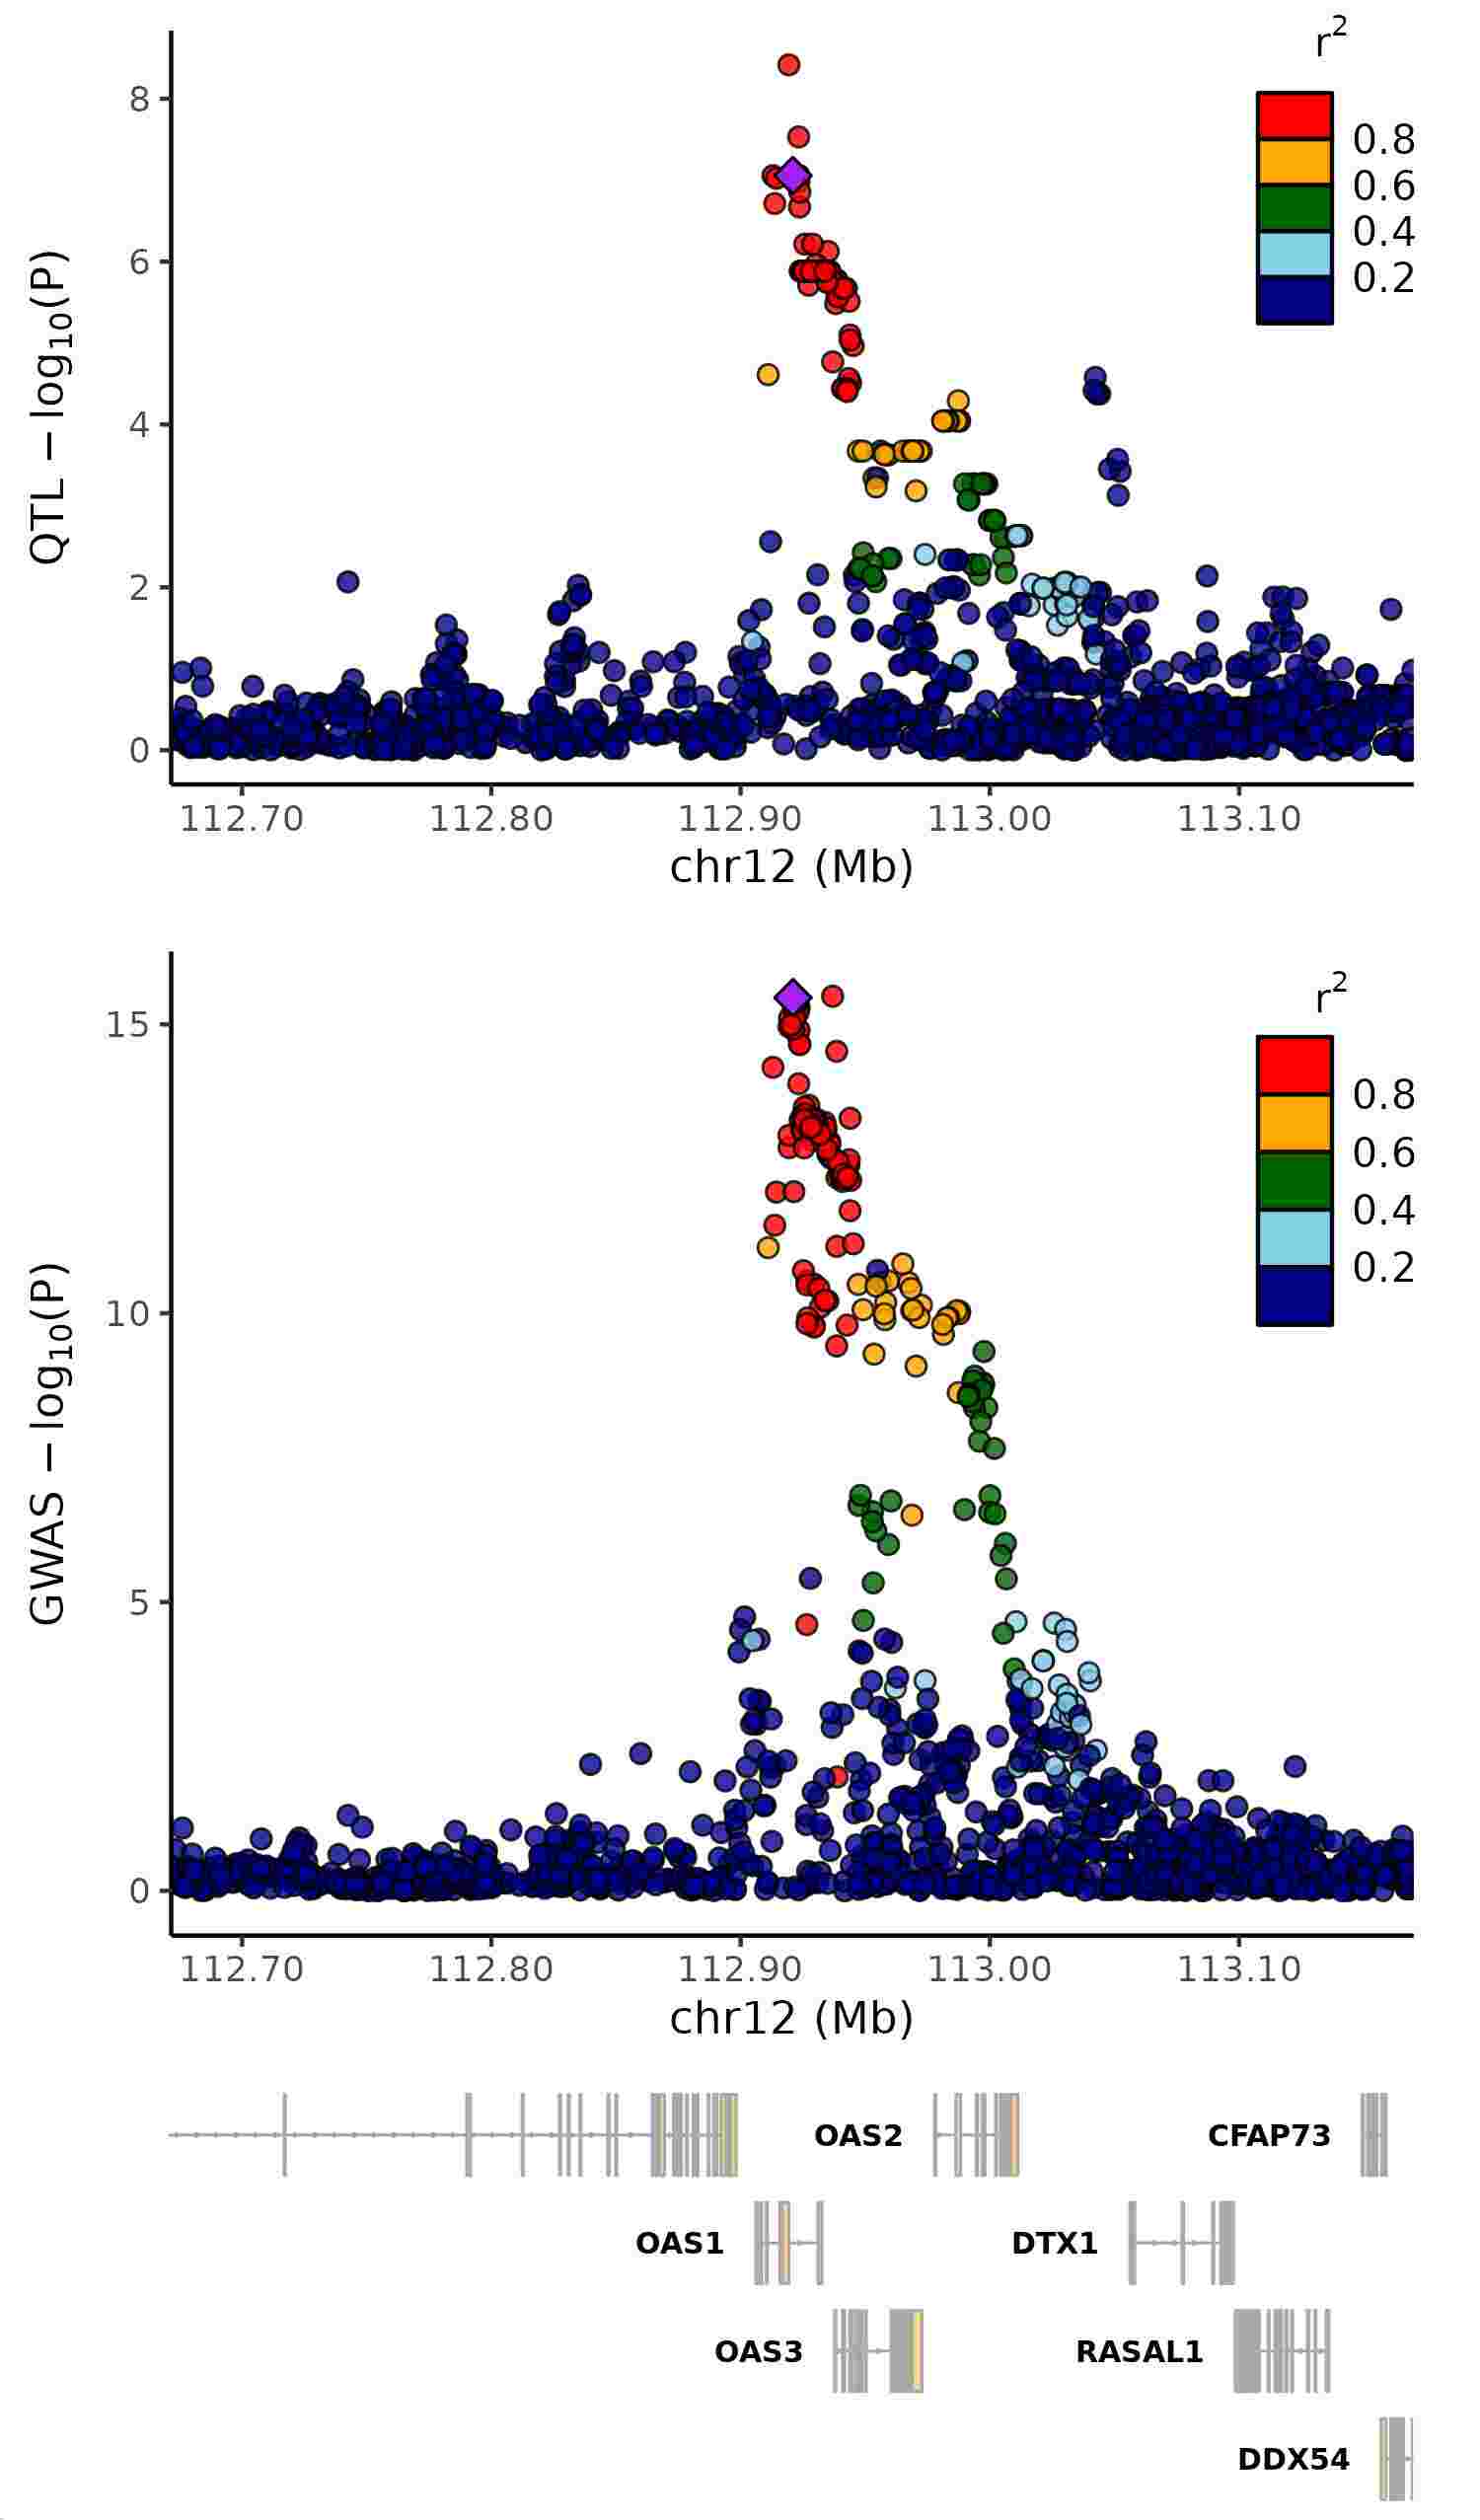 r²
8
6
4
2
0
0.8
0.6
0.4
0.2
QTL −log₁₀(P)
112.70 112.80 112.90 113.00 113.10
chr12 (Mb)
r²
15
10
5
0
0.8
0.6
0.4
0.2
GWAS −log₁₀(P)
112.70 112.80 112.90 113.00 113.10
chr12 (Mb)
OAS2 CFAP73
OAS1 DTX1
OAS3 RASAL1
DDX54